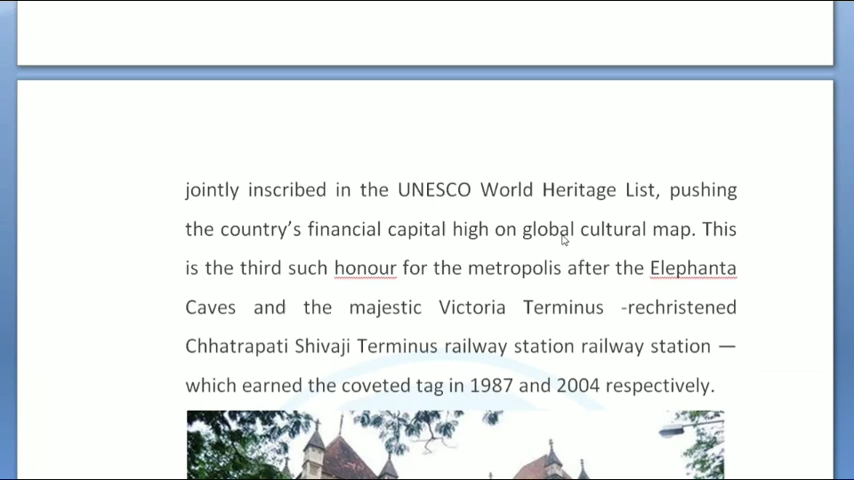 jointly inscribed in the UNESCO World Heritage List, pushing
the country’s financial capital high on global cultural map. This
is the third such honour for the metropolis after the Elephanta
Caves and the majestic Victoria Terminus -rechristened
Chhatrapati Shivaji Terminus railway station railway station —
which earned the coveted tag in 1987 and 2004 respectively.